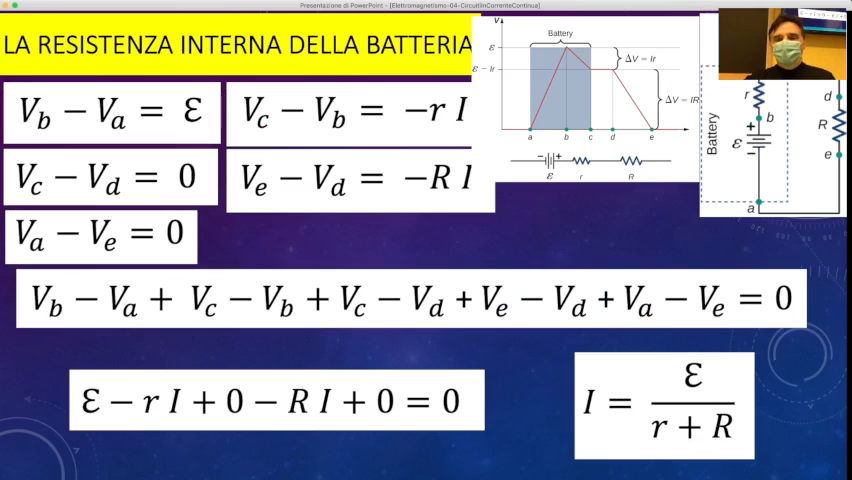 Presentazione di PowerPoint - [Elettromagnetismo-04-CircuitiInCorrenteContinua]
LA RESISTENZA INTERNA DELLA BATTERIA
V_b − V_a = Ɛ
V_c − V_b = −r I
V_c − V_d = 0
V_e − V_d = −R I
V_a − V_e = 0
V_b − V_a + V_c − V_b + V_c − V_d + V_e − V_d + V_a − V_e = 0
Ɛ − r I + 0 − R I + 0 = 0
I = Ɛ / (r + R)
V
Battery
ε
ε − Ir
ΔV = Ir
ΔV = IR
a b c d e
− + 
ε r R
Battery
r
b
+
ε
−
a
d
R
e